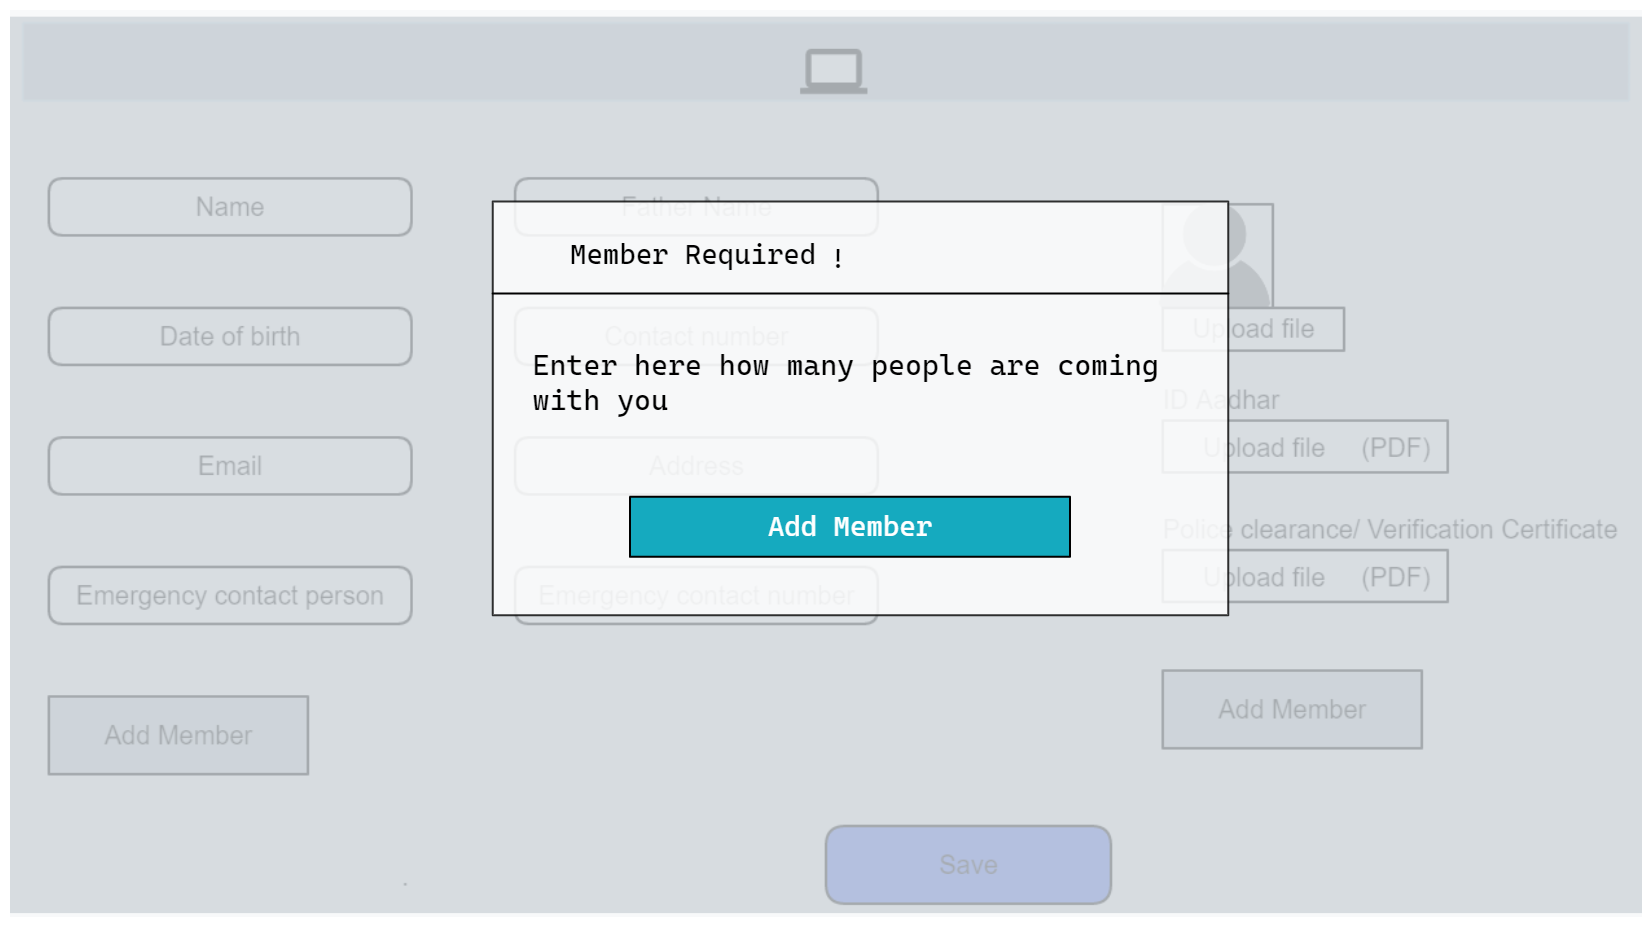 Name
Father Name
Member Required !
Date of birth
Contact number
Upload file
Enter here how many people are coming
with you
ID Aadhar
Upload file (PDF)
Email
Address
Add Member
Police clearance/ Verification Certificate
Upload file (PDF)
Emergency contact person
Emergency contact number
Add Member
Add Member
Save